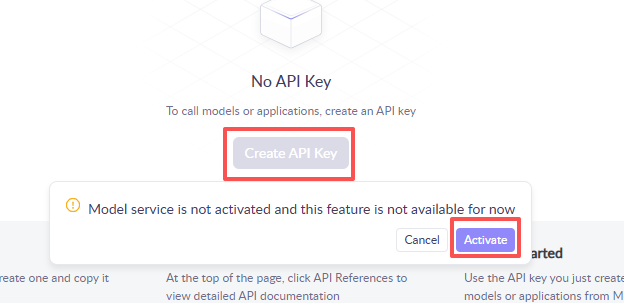 No API Key
To call models or applications, create an API key
Create API Key
Model service is not activated and this feature is not available for now
Cancel
Activate
arted
reate one and copy it
At the top of the page, click API References to
view detailed API documentation
Use the API key you just create
models or applications from M